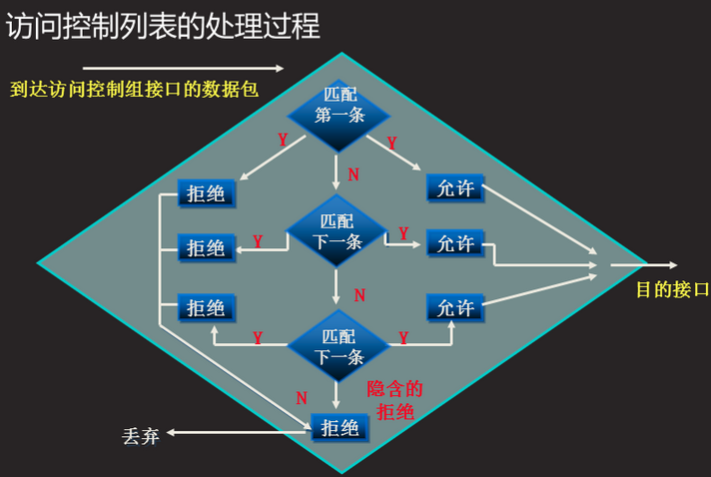 访问控制列表的处理过程
到达访问控制组接口的数据包
匹配
第一条
Y
Y
N
拒绝
允许
匹配
下一条
Y
Y
拒绝
允许
目的接口
N
拒绝
允许
匹配
下一条
Y
Y
N
隐含的
拒绝
拒绝
丢弃